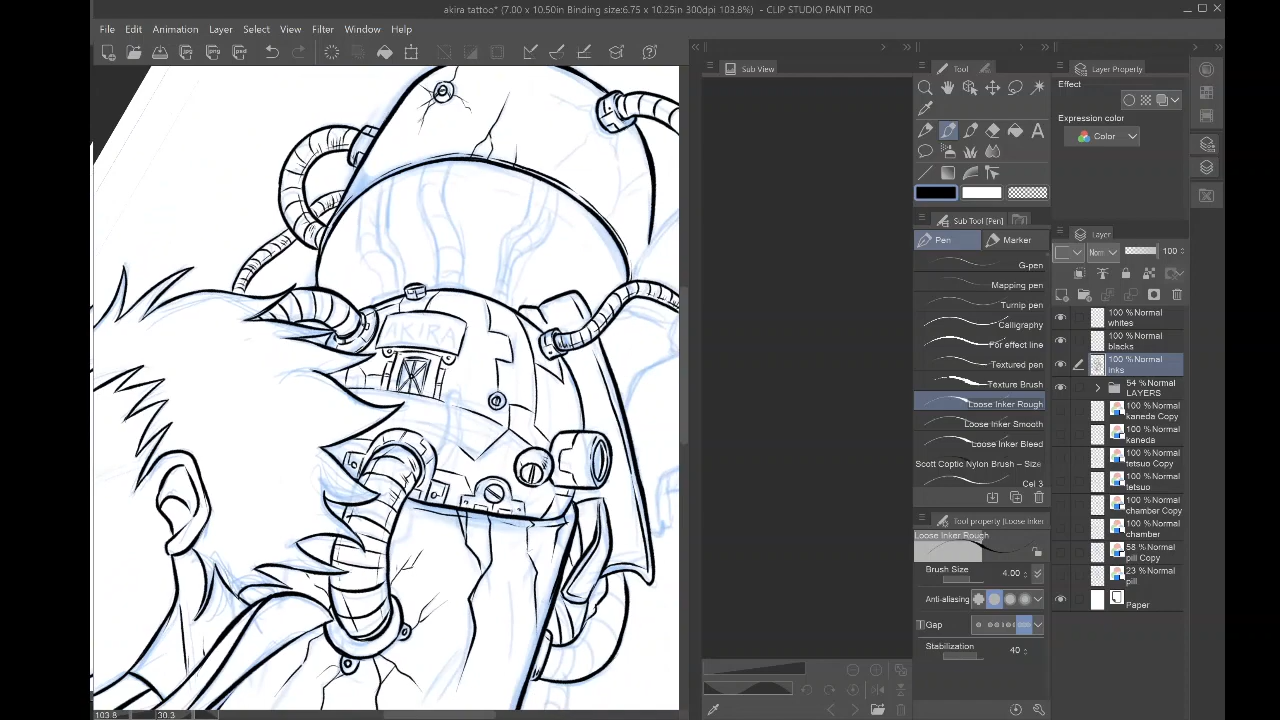 akira tattoo* (7.00 x 10.50in Binding size:6.75 x 10.25in 300dpi 103.8%) - CLIP STUDIO PAINT PRO
File Edit Animation Layer Select View Filter Window Help
Sub View
Tool
Layer Property
Effect
Expression color
Color
Sub Tool [Pen]
Pen
Marker
G-pen
Mapping pen
Turnip pen
Calligraphy
For effect line
Textured pen
Texture Brush
Loose Inker Rough
Loose Inker Smooth
Loose Inker Bleed
Scott Coptic Nylon Brush – Size
Cel 3
Tool property [Loose Inker
Loose Inker Rough
Brush Size 4.00
Anti-aliasing
Gap
Stabilization 40
Layer
Norm 100
100 %Normal
whites
100 %Normal
blacks
100 %Normal
inks
54 %Normal
LAYERS
100 %Normal
kaneda Copy
100 %Normal
kaneda
100 %Normal
tetsuo Copy
100 %Normal
tetsuo
100 %Normal
chamber Copy
100 %Normal
chamber
58 %Normal
pill Copy
23 %Normal
pill
Paper
AKIRA
103.8 30.3